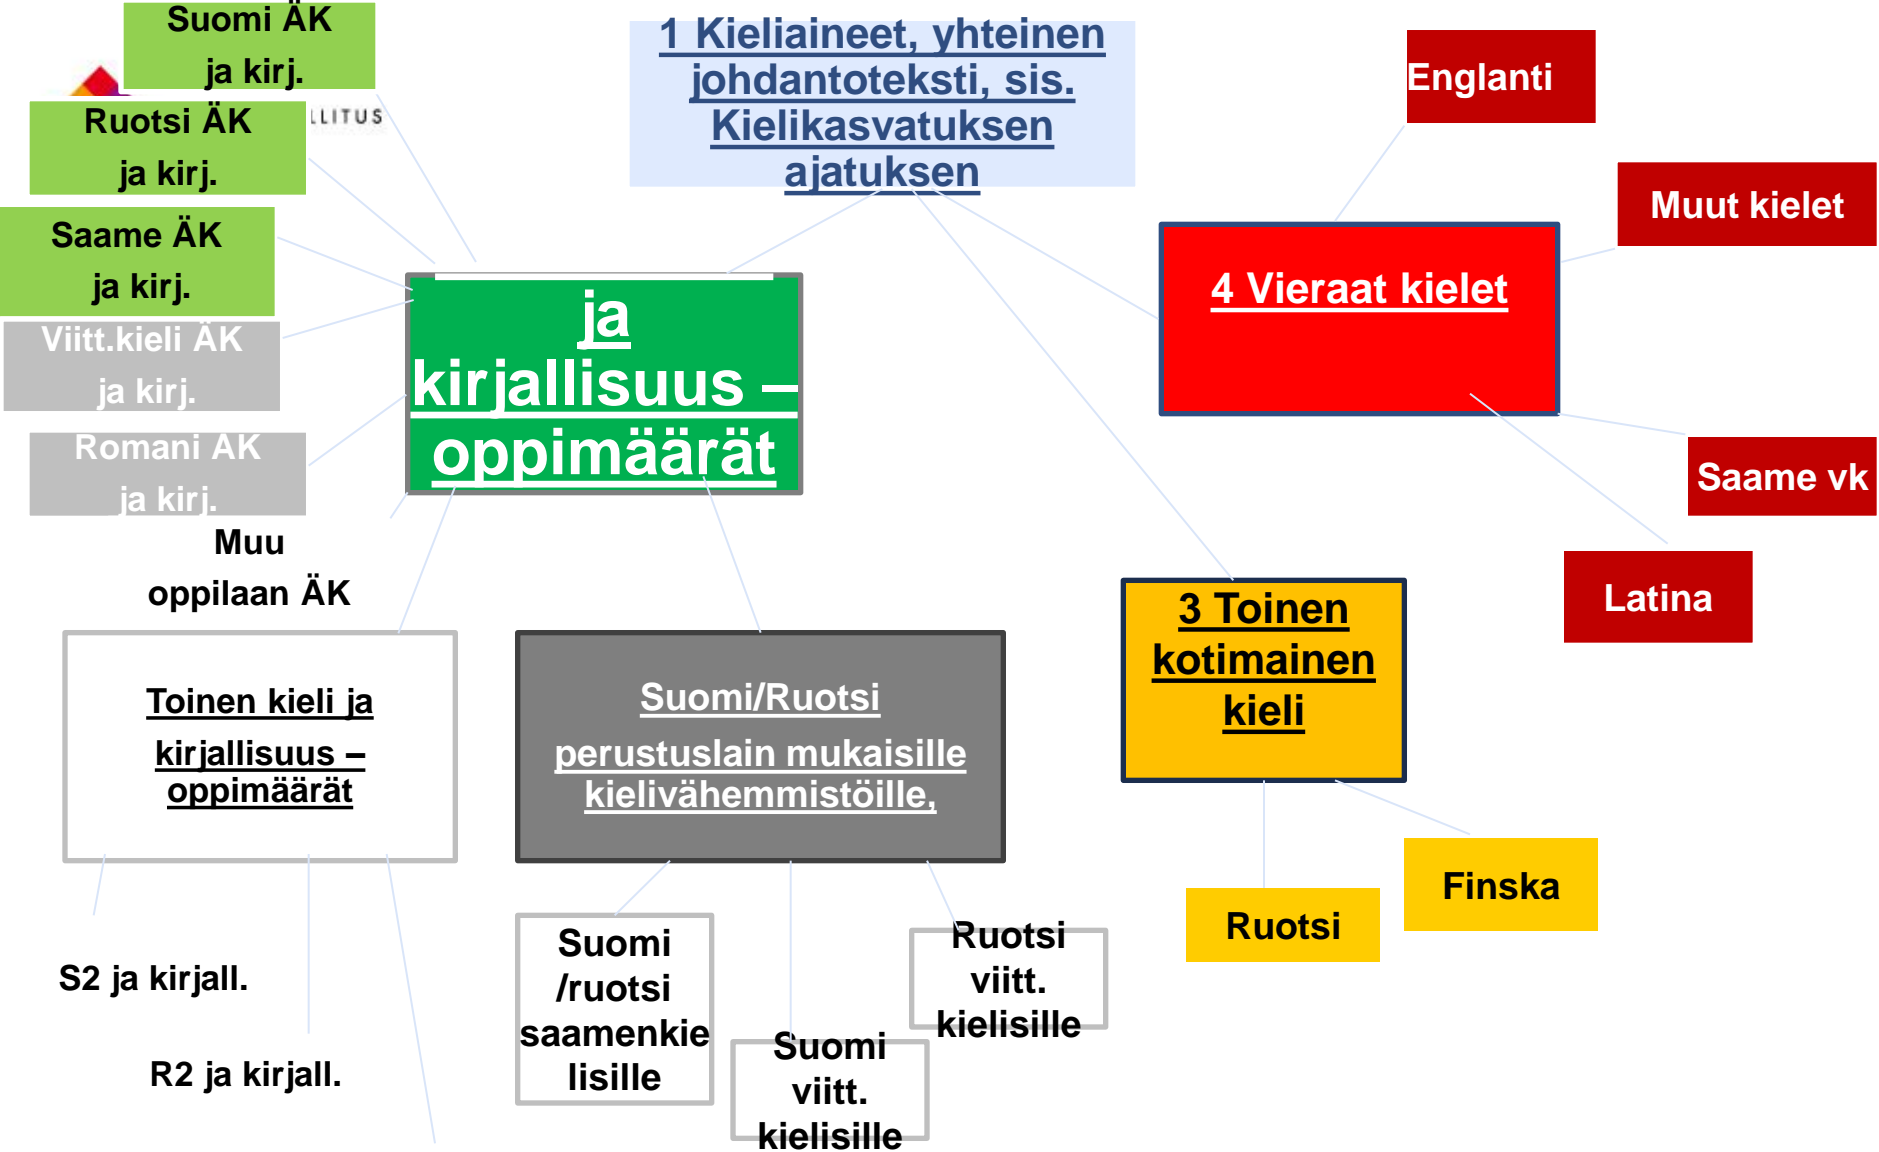 Suomi ÄK
ja kirj.
LLITUS
Ruotsi ÄK
ja kirj.
Saame ÄK
ja kirj.
Viitt.kieli ÄK
ja kirj.
Romani ÄK
ja kirj.
Muu
oppilaan ÄK
1 Kieliaineet, yhteinen
johdantoteksti, sis.
Kielikasvatuksen
ajatuksen
ja
kirjallisuus –
oppimäärät
Englanti
Muut kielet
4 Vieraat kielet
Saame vk
Latina
3 Toinen
kotimainen
kieli
Ruotsi
Finska
Toinen kieli ja
kirjallisuus –
oppimäärät
S2 ja kirjall.
R2 ja kirjall.
Suomi/Ruotsi
perustuslain mukaisille
kielivähemmistöille,
Suomi
/ruotsi
saamenkie
lisille
Suomi
viitt.
kielisille
Ruotsi
viitt.
kielisille